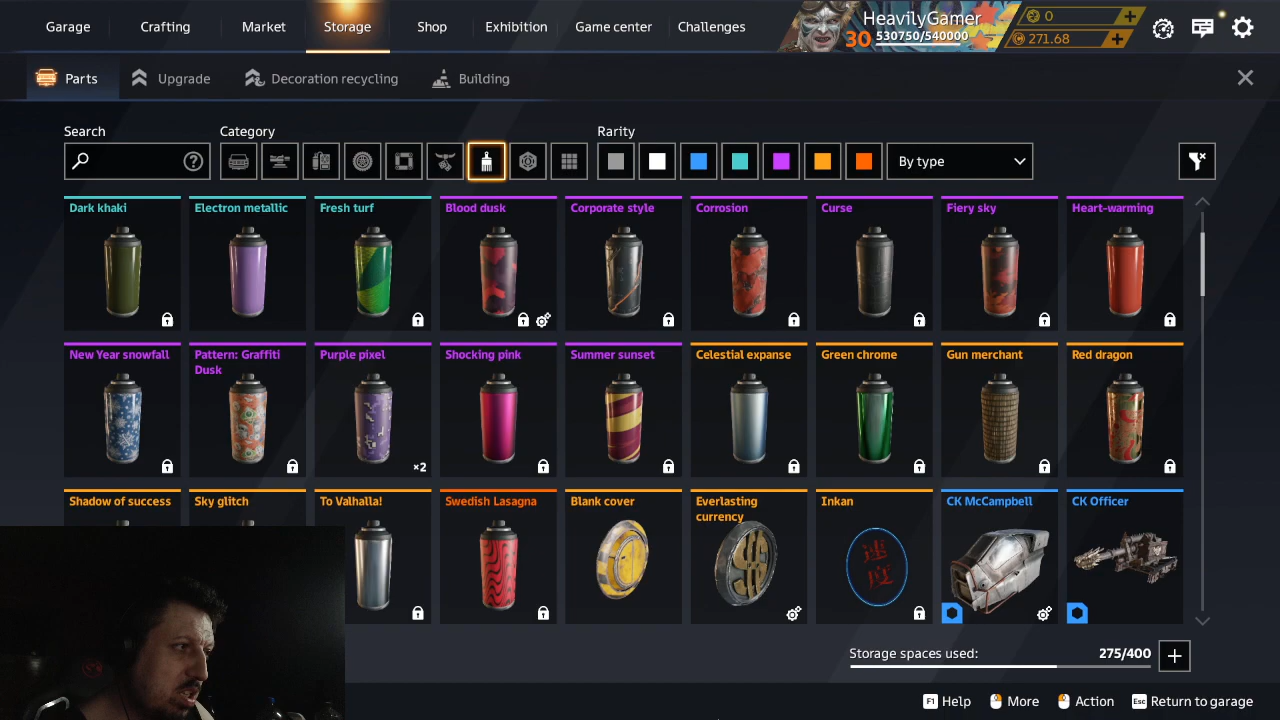 Garage
Crafting
Market
Storage
Shop
Exhibition
Game center
Challenges
HeavilyGamer
30 530750/540000
0
271.68
Parts
Upgrade
Decoration recycling
Building
Search
Category
Rarity
By type
Dark khaki
Electron metallic
Fresh turf
Blood dusk
Corporate style
Corrosion
Curse
Fiery sky
Heart-warming
New Year snowfall
Pattern: Graffiti
Dusk
Purple pixel
×2
Shocking pink
Summer sunset
Celestial expanse
Green chrome
Gun merchant
Red dragon
Shadow of success
Sky glitch
To Valhalla!
Swedish Lasagna
Blank cover
Everlasting
currency
Inkan
CK McCampbell
CK Officer
Storage spaces used: 275/400
F1 Help
More
Action
Esc Return to garage